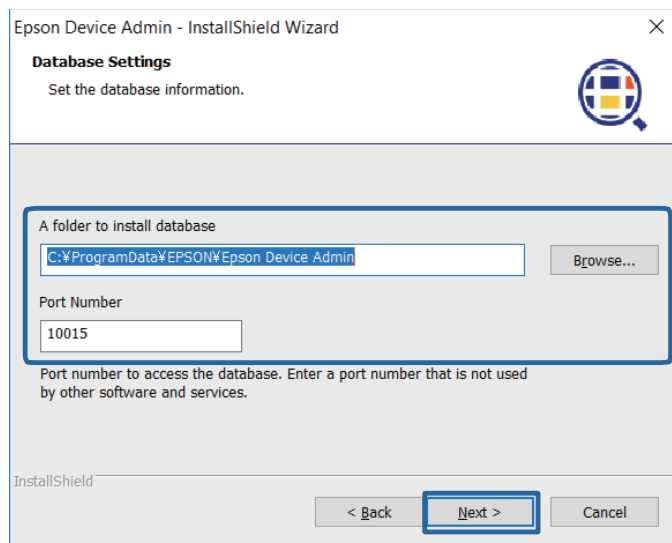 Epson Device Admin - InstallShield Wizard
Database Settings
Set the database information.
A folder to install database
C:¥ProgramData¥EPSON¥Epson Device Admin
Browse...
Port Number
10015
Port number to access the database. Enter a port number that is not used
by other software and services.
InstallShield
< Back
Next >
Cancel